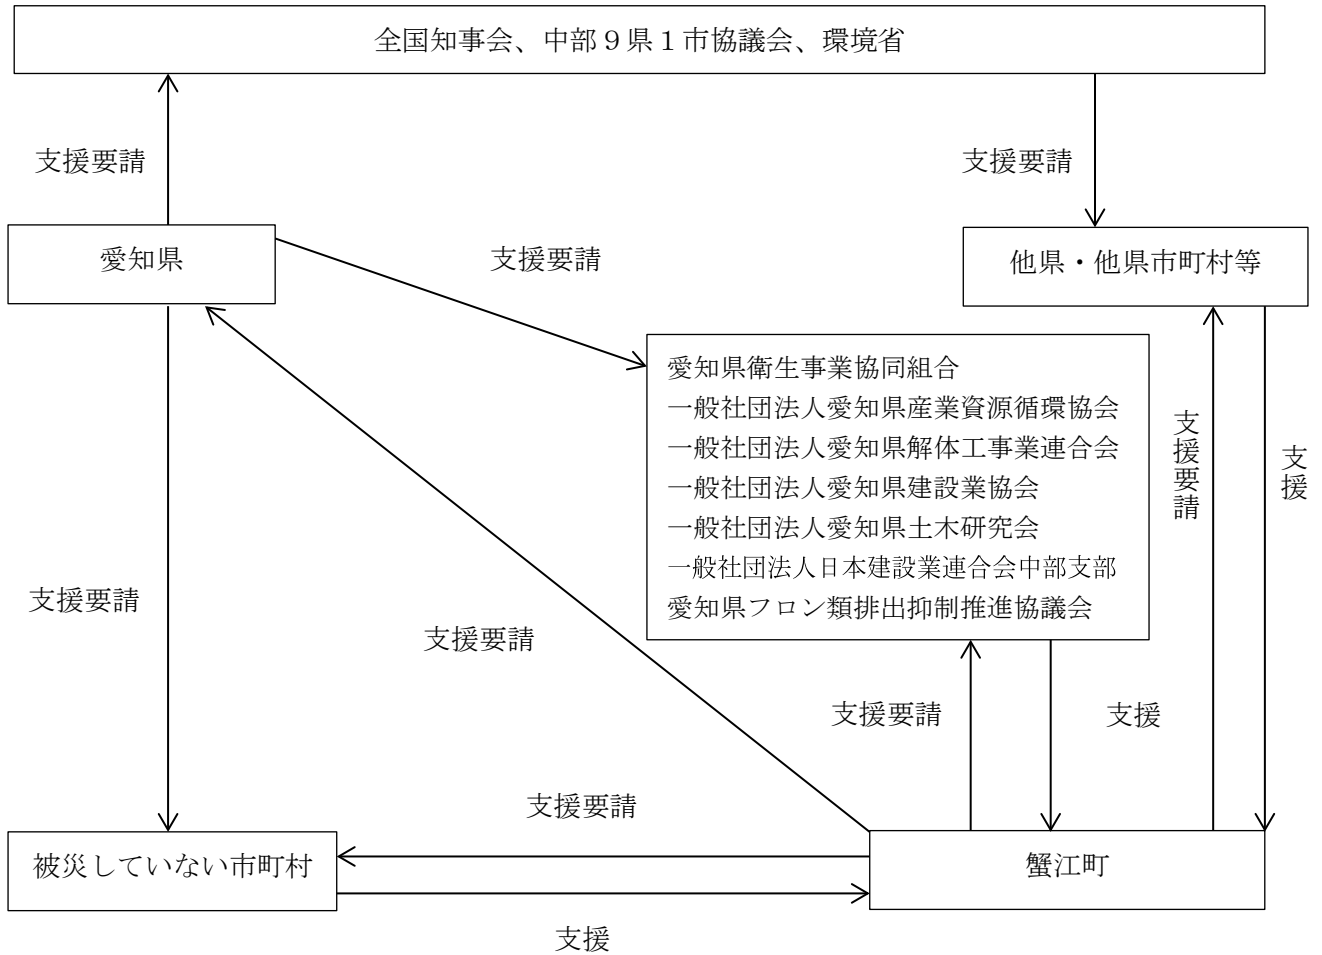 全国知事会、中部９県１市協議会、環境省
支援要請
支援要請
愛知県
支援要請
他県・他県市町村等
愛知県衛生事業協同組合
一般社団法人愛知県産業資源循環協会
一般社団法人愛知県解体工事業連合会
一般社団法人愛知県建設業協会
一般社団法人愛知県土木研究会
一般社団法人日本建設業連合会中部支部
愛知県フロン類排出抑制推進協議会
支援要請
支援
支援要請
支援要請
支援要請
支援
支援要請
被災していない市町村
蟹江町
支援